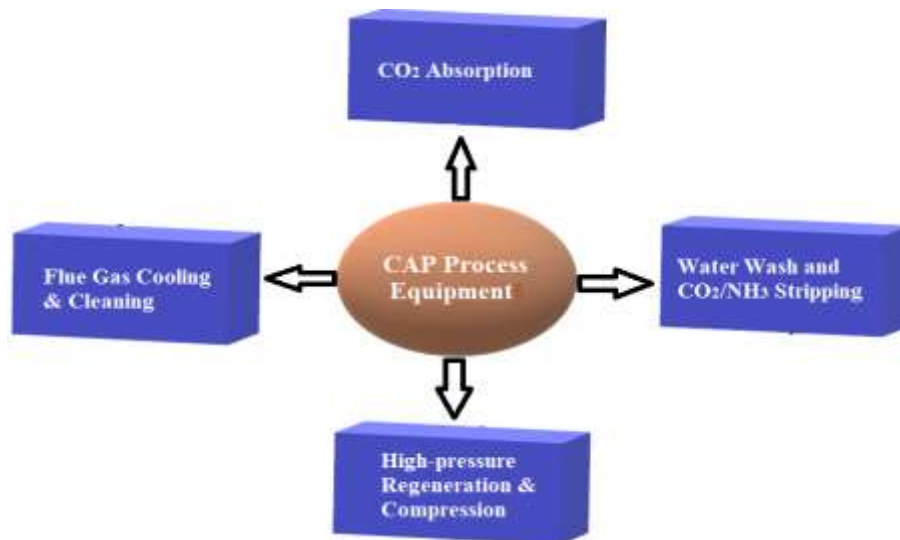 CO₂ Absorption
Flue Gas Cooling
& Cleaning
CAP Process
Equipment
Water Wash and
CO₂/NH₃ Stripping
High-pressure
Regeneration &
Compression